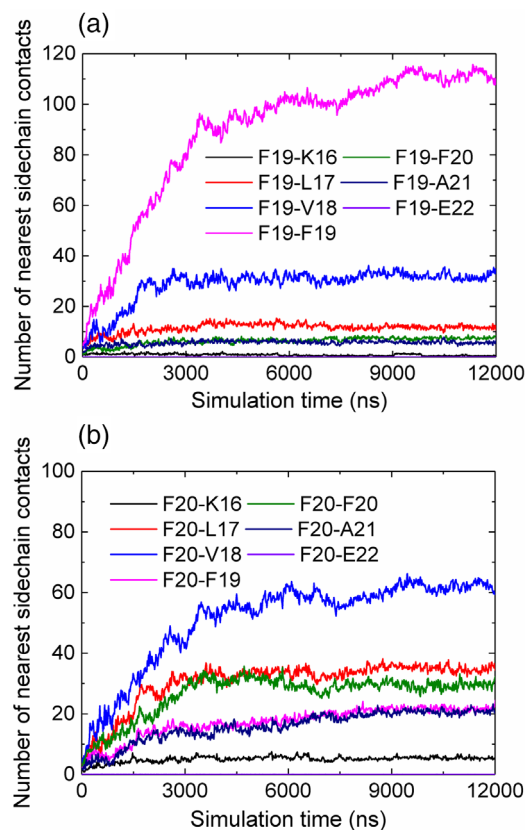 (a)
120
100
80
60
40
20
0
Number of nearest sidechain contacts
F19-K16 F19-F20
F19-L17 F19-A21
F19-V18 F19-E22
F19-F19
0 3000 6000 9000 12000
Simulation time (ns)
(b)
100
80
60
40
20
0
Number of nearest sidechain contacts
F20-K16 F20-F20
F20-L17 F20-A21
F20-V18 F20-E22
F20-F19
0 3000 6000 9000 12000
Simulation time (ns)